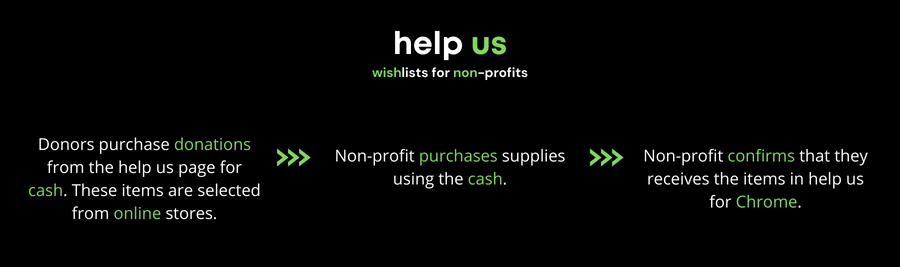 help us
wishlists for non-profits
Donors purchase donations
from the help us page for
cash. These items are selected
from online stores.
>>>
Non-profit purchases supplies
using the cash.
>>>
Non-profit confirms that they
receives the items in help us
for Chrome.